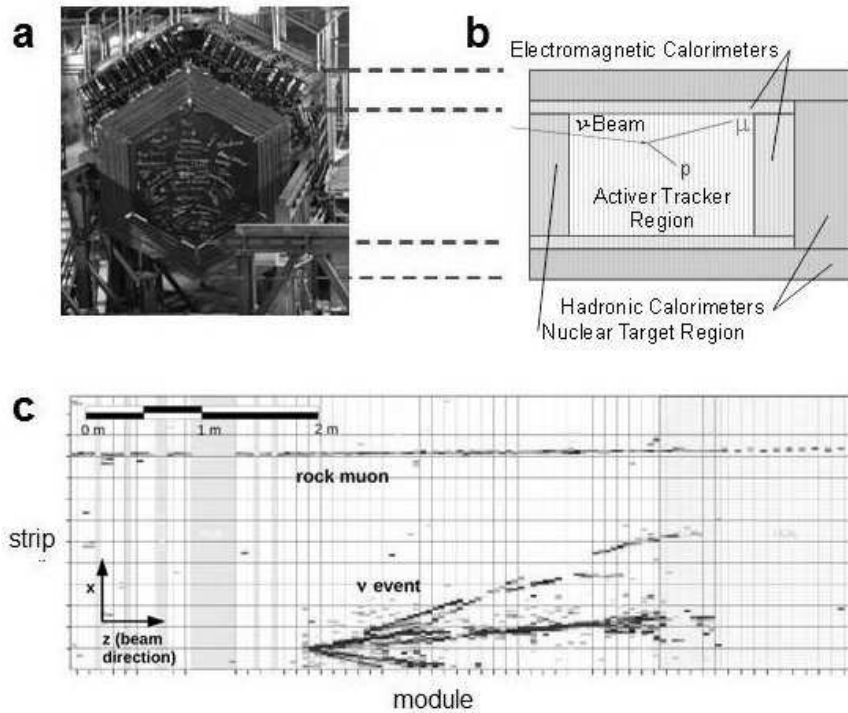 a
b
Electromagnetic Calorimeters
ν-Beam
μ
p
Activer Tracker
Region
Hadronic Calorimeters
Nuclear Target Region
c
0 m
1 m
2 m
rock muon
strip
ν event
x
z (beam
direction)
module